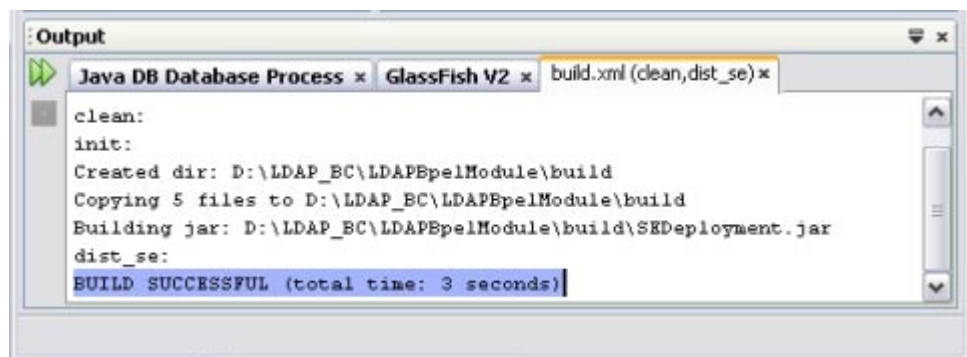 Output
Java DB Database Process GlassFish V2 build.xml (clean,dist_se)
clean:
init:
Created dir: D:\LDAP_BC\LDAPBpelModule\build
Copying 5 files to D:\LDAP_BC\LDAPBpelModule\build
Building jar: D:\LDAP_BC\LDAPBpelModule\build\SEDeployment.jar
dist_se:
BUILD SUCCESSFUL (total time: 3 seconds)